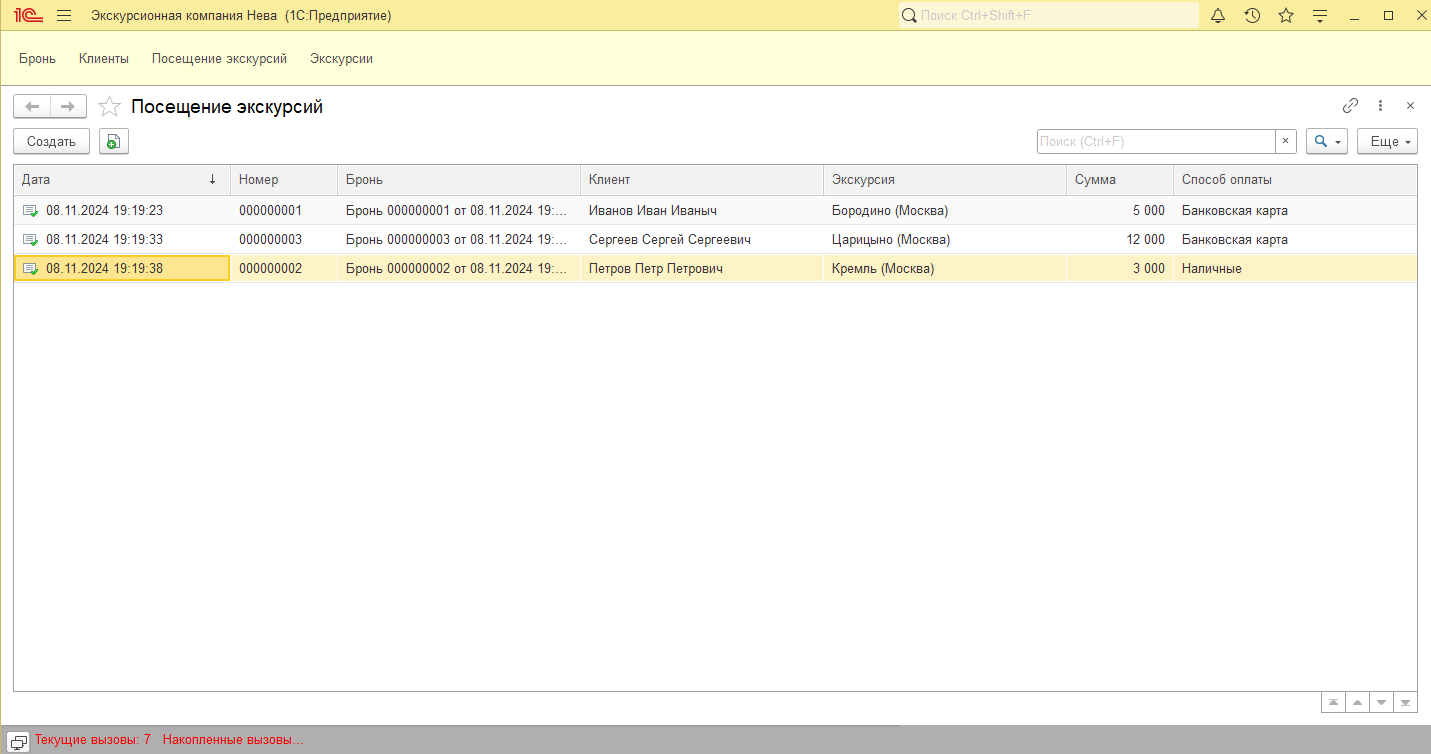 1С Экскурсионная компания Нева (1С:Предприятие) Поиск Ctrl+Shift+F
Бронь Клиенты Посещение экскурсий Экскурсии
Посещение экскурсий
Создать Поиск (Ctrl+F) × Еще
Дата ↓ Номер Бронь Клиент Экскурсия Сумма Способ оплаты
08.11.2024 19:19:23 000000001 Бронь 000000001 от 08.11.2024 19:... Иванов Иван Иваныч Бородино (Москва) 5 000 Банковская карта
08.11.2024 19:19:33 000000003 Бронь 000000003 от 08.11.2024 19:... Сергеев Сергей Сергеевич Царицыно (Москва) 12 000 Банковская карта
08.11.2024 19:19:38 000000002 Бронь 000000002 от 08.11.2024 19:... Петров Петр Петрович Кремль (Москва) 3 000 Наличные
Текущие вызовы: 7 Накопленные вызовы...